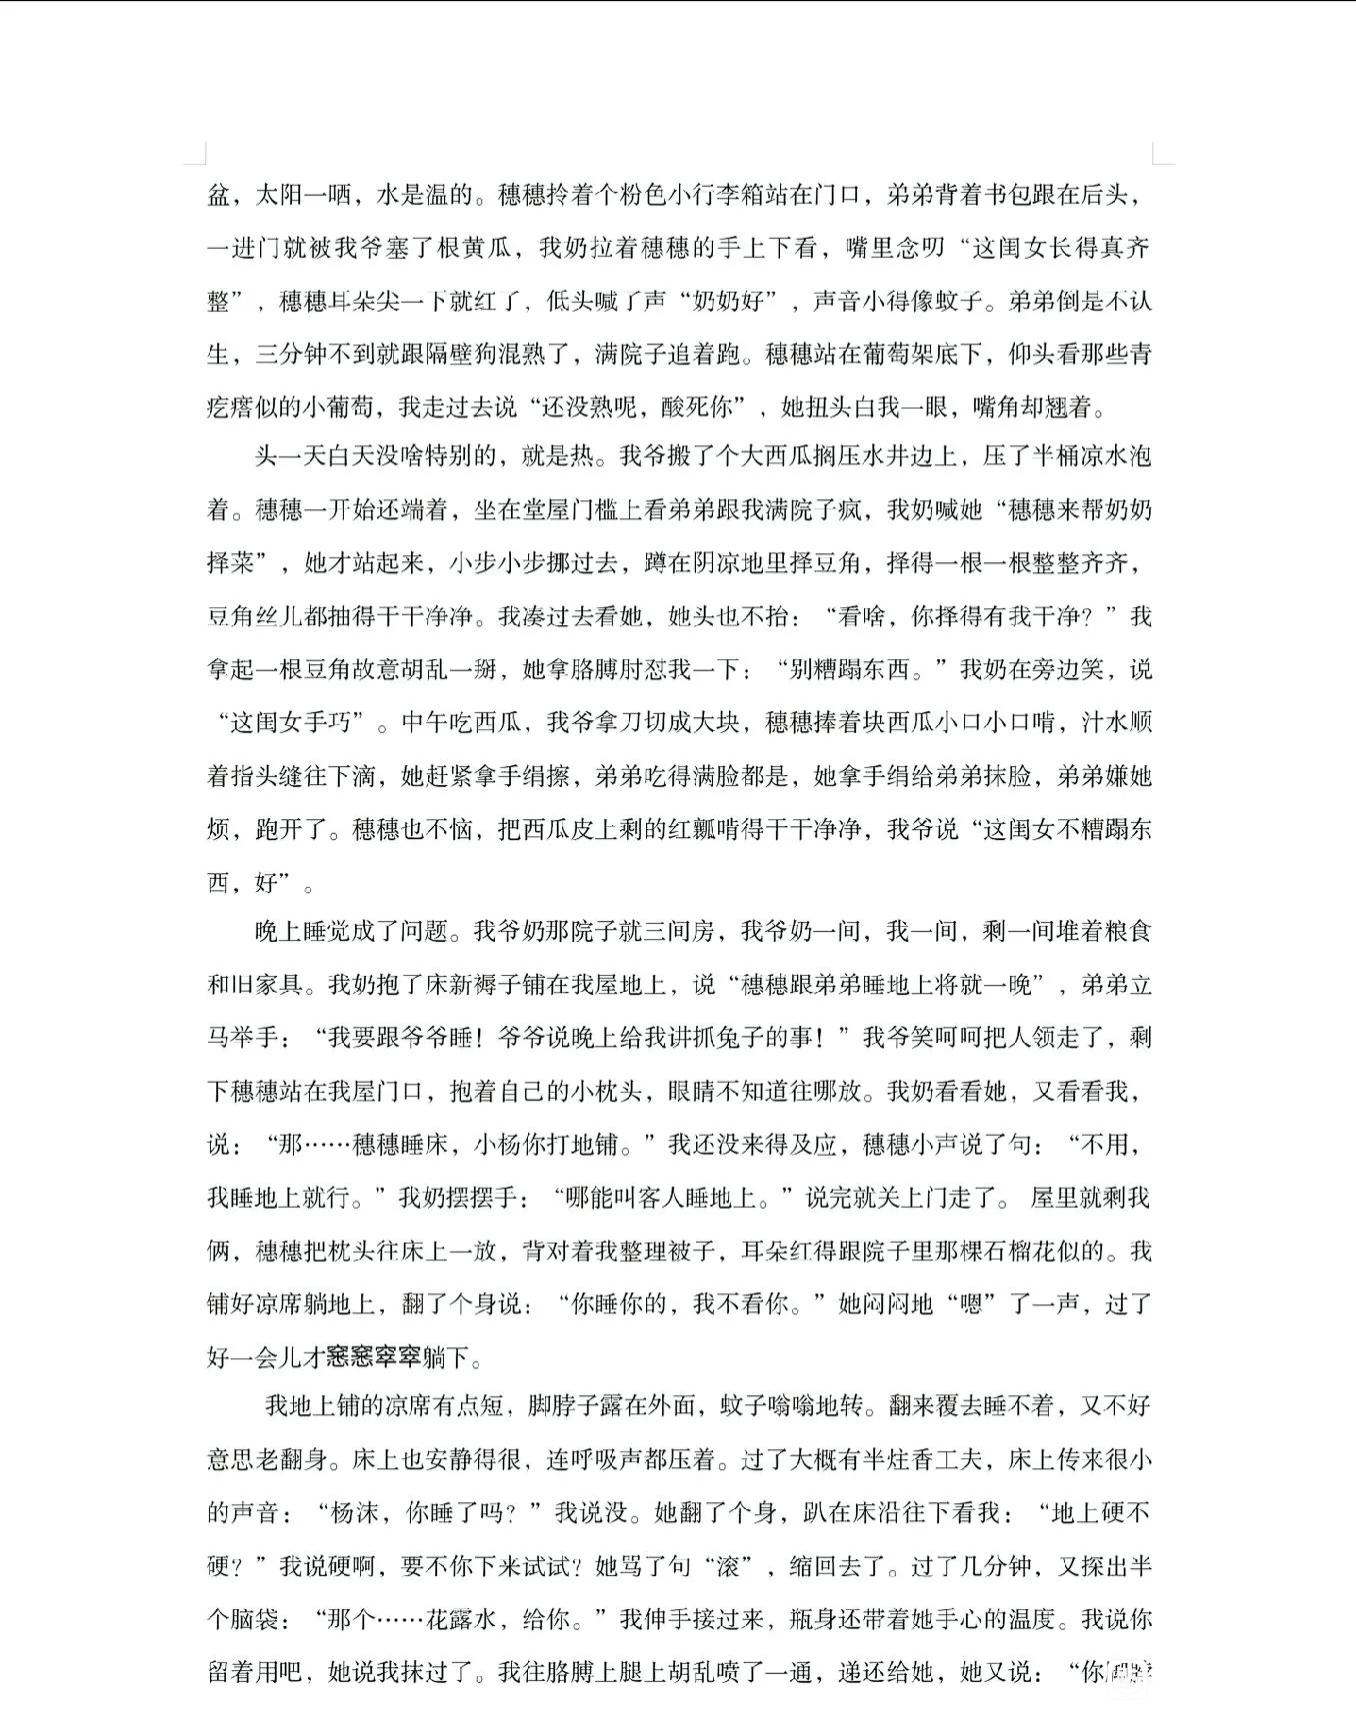 盆，太阳一晒，水是温的。穗穗拎着个粉色小行李箱站在门口，弟弟背着书包跟在后头，
一进门就被我爷塞了根黄瓜，我奶拉着穗穗的手上下看，嘴里念叨“这闺女长得真齐
整”，穗穗耳朵尖一下就红了，低头喊了声“奶奶好”，声音小得像蚊子。弟弟倒是不认
生，三分钟不到就跟隔壁狗混熟了，满院子追着跑。穗穗站在葡萄架底下，仰头看那些青
疙瘩似的小葡萄，我走过去说“还没熟呢，酸死你”，她扭头白我一眼，嘴角却翘着。
头一天白天没啥特别的，就是热。我爷搬了个大西瓜搁压水井边上，压了半桶凉水泡
着。穗穗一开始还端着，坐在堂屋门槛上看弟弟跟我满院子疯，我奶喊她“穗穗来帮奶奶
择菜”，她才站起来，小步小步挪过去，蹲在阴凉地里择豆角，择得一根一根整整齐齐，
豆角丝儿都抽得干干净净。我凑过去看她，她头也不抬：“看啥，你择得有我干净？”我
拿起一根豆角故意胡乱一掰，她拿胳膊肘怼我一下：“别糟蹋东西。”我奶在旁边笑，说
“这闺女手巧”。中午吃西瓜，我爷拿刀切成大块，穗穗捧着块西瓜小口小口啃，汁水顺
着指头缝往下滴，她赶紧拿手绢擦，弟弟吃得满脸都是，她拿手绢给弟弟抹脸，弟弟嫌她
烦，跑开了。穗穗也不恼，把西瓜皮上剩的红瓤啃得干干净净，我爷说“这闺女不糟蹋东
西，好”。
晚上睡觉成了问题。我爷奶那院子就三间房，我爷奶一间，我一间，剩一间堆着粮食
和旧家具。我奶抱了床新褥子铺在我屋地上，说“穗穗跟弟弟睡地上将就一晚”，弟弟立
马举手：“我要跟爷爷睡！爷爷说晚上给我讲抓兔子的事！”我爷笑呵呵把人领走了，剩
下穗穗站在我屋门口，抱着自己的小枕头，眼睛不知道往哪放。我奶看看她，又看看我，
说：“那……穗穗睡床，小杨你打地铺。”我还没来得及应，穗穗小声说了句：“不用，
我睡地上就行。”我奶摆摆手：“哪能叫客人睡地上。”说完就关上门走了。 屋里就剩我
俩，穗穗把枕头往床上一放，背对着我整理被子，耳朵红得跟院子里那棵石榴花似的。我
铺好凉席躺地上，翻了个身说：“你睡你的，我不看你。”她闷闷地“嗯”了一声，过了
好一会儿才窸窸窣窣躺下。
我地上铺的凉席有点短，脚脖子露在外面，蚊子嗡嗡地转。翻来覆去睡不着，又不好
意思老翻身。床上也安静得很，连呼吸声都压着。过了大概有半炷香工夫，床上传来很小
的声音：“杨沫，你睡了吗？”我说没。她翻了个身，趴在床沿往下看我：“地上硬不
硬？”我说硬啊，要不你下来试试？她骂了句“滚”，缩回去了。过了几分钟，又探出半
个脑袋：“那个……花露水，给你。”我伸手接过来，瓶身还带着她手心的温度。我说你
留着用吧，她说我抹过了。我往胳膊上腿上胡乱喷了一通，递还给她，她又说：“你